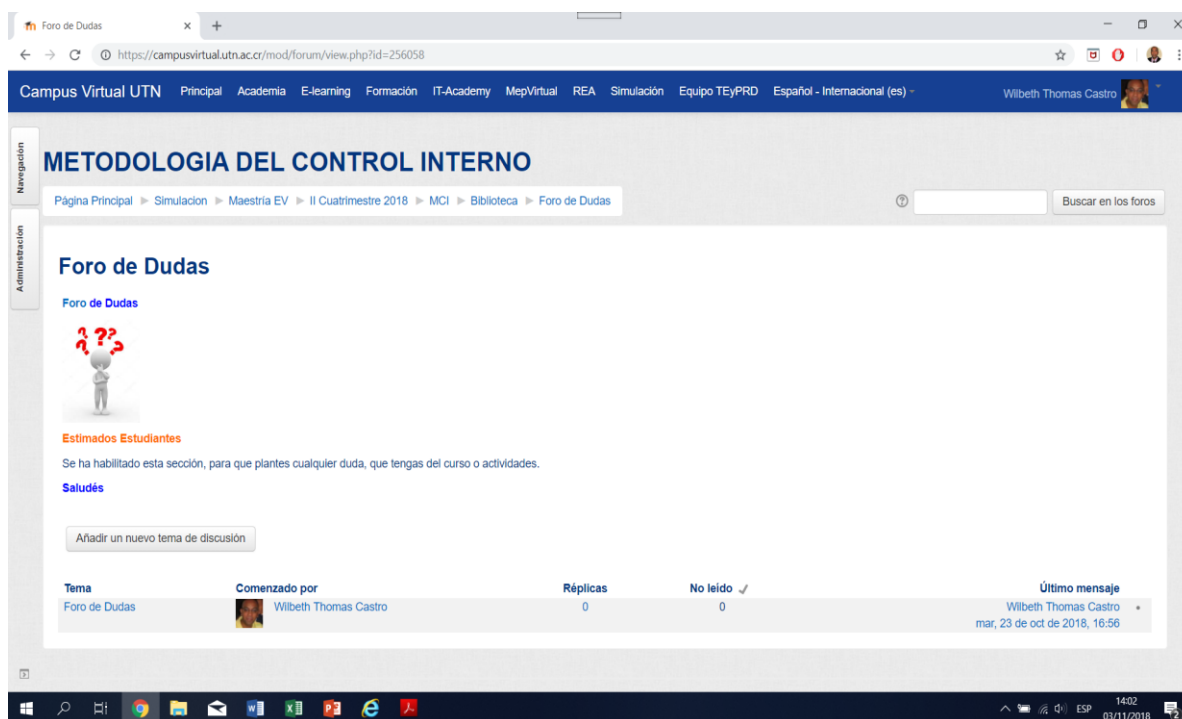 Foro de Dudas
https://campusvirtual.utn.ac.cr/mod/forum/view.php?id=256058
Campus Virtual UTN Principal Academia E-learning Formación IT-Academy MepVirtual REA Simulación Equipo TEyPRD Español - Internacional (es) Wilbeth Thomas Castro
Navegación
METODOLOGIA DEL CONTROL INTERNO
Página Principal Simulacion Maestría EV II Cuatrimestre 2018 MCI Biblioteca Foro de Dudas Buscar en los foros
Administración
Foro de Dudas
Foro de Dudas
? ? ? ? ?
Estimados Estudiantes
Se ha habilitado esta sección, para que plantes cualquier duda, que tengas del curso o actividades.
Saludés
Añadir un nuevo tema de discusión
Tema Comenzado por Réplicas No leído Último mensaje
Foro de Dudas Wilbeth Thomas Castro 0 0 Wilbeth Thomas Castro
mar, 23 de oct de 2018, 16:56
ESP 14:02
03/11/2018 2